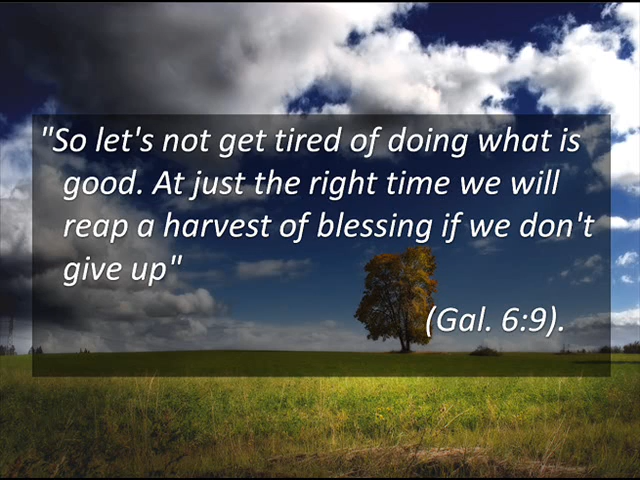 "So let's not get tired of doing what is
good. At just the right time we will
reap a harvest of blessing if we don't
give up"
(Gal. 6:9).